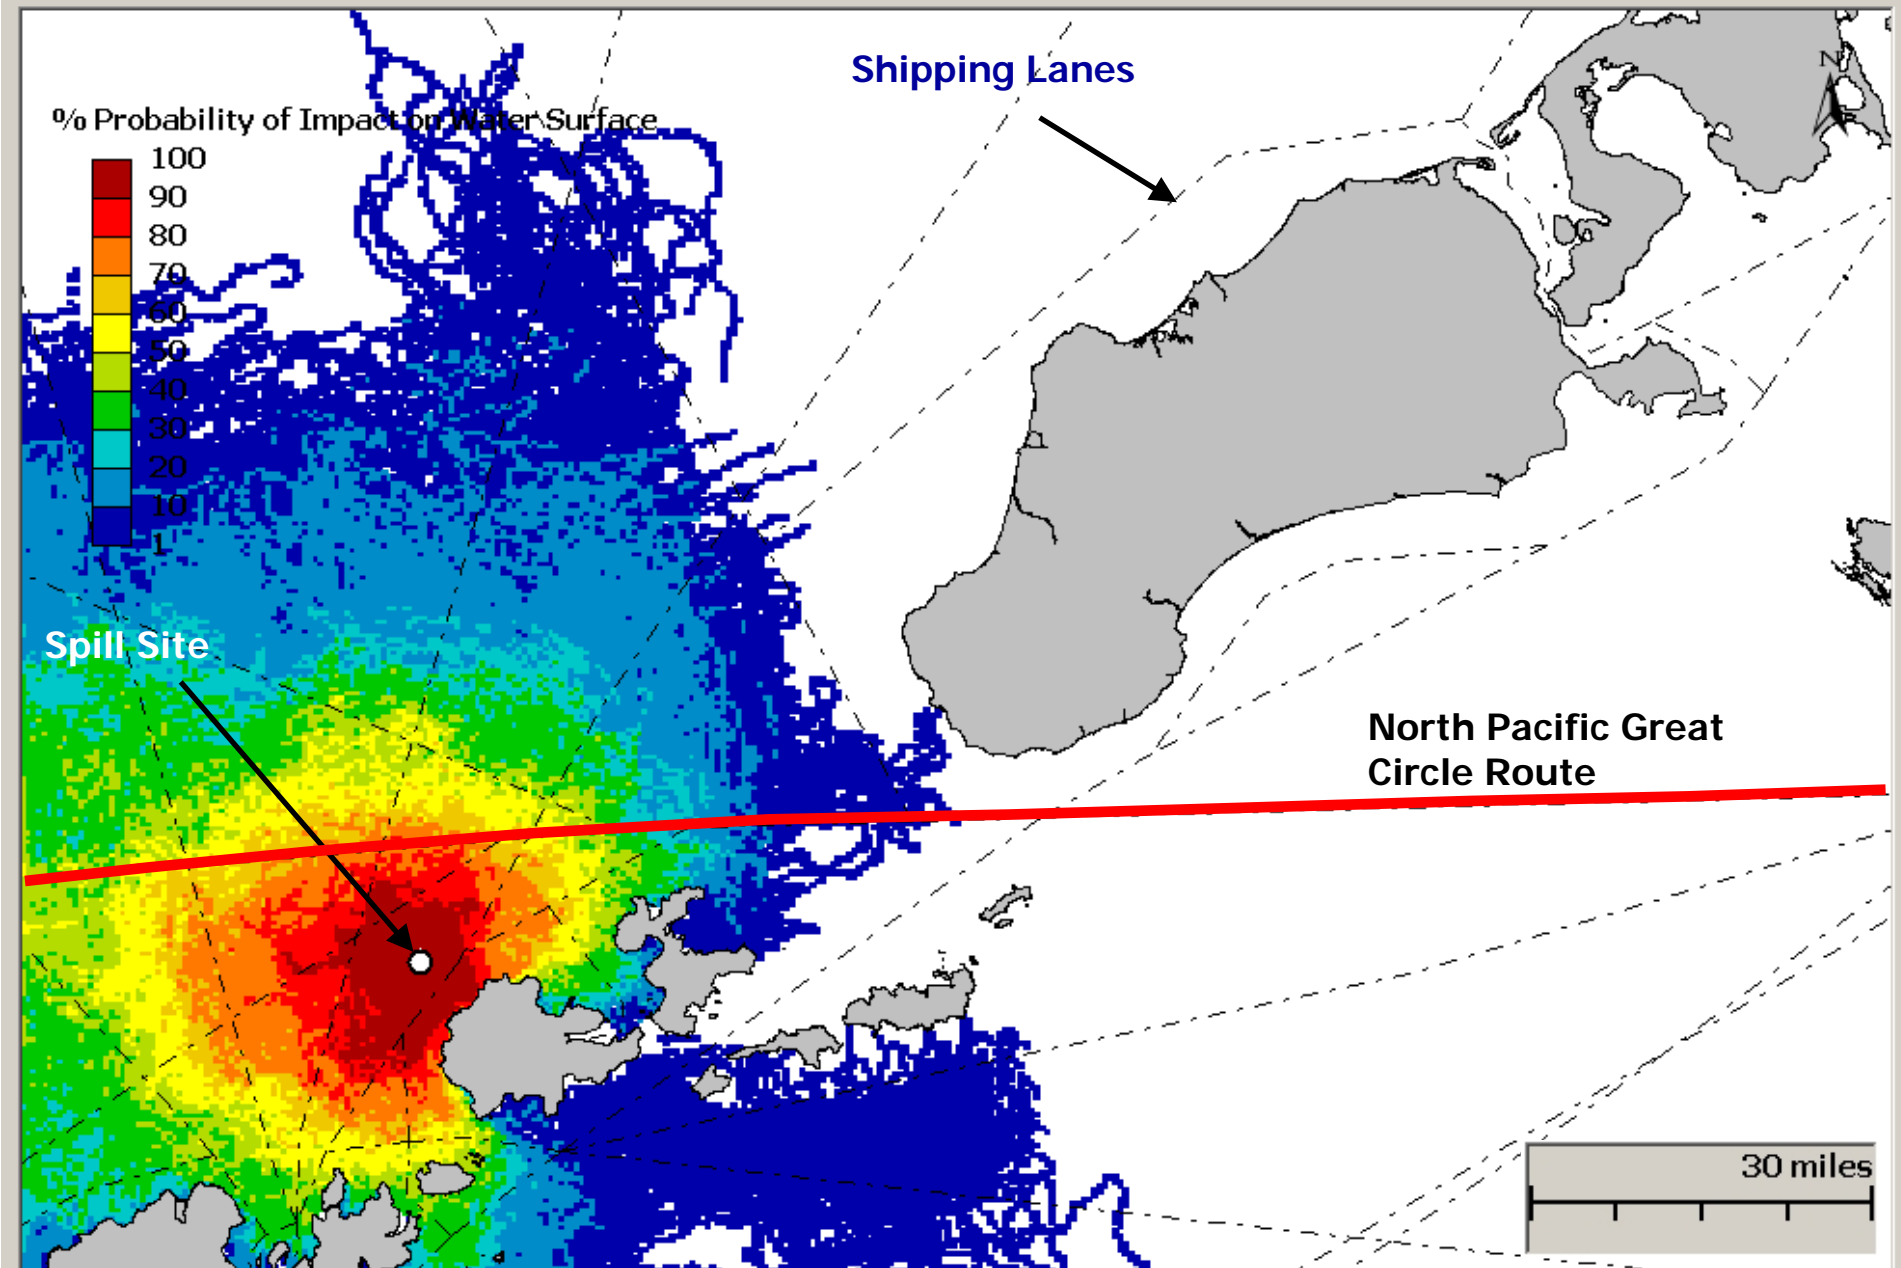 Shipping Lanes
N
% Probability of Impact on Water Surface
100
90
80
70
60
50
40
30
20
10
1
Spill Site
North Pacific Great
Circle Route
30 miles